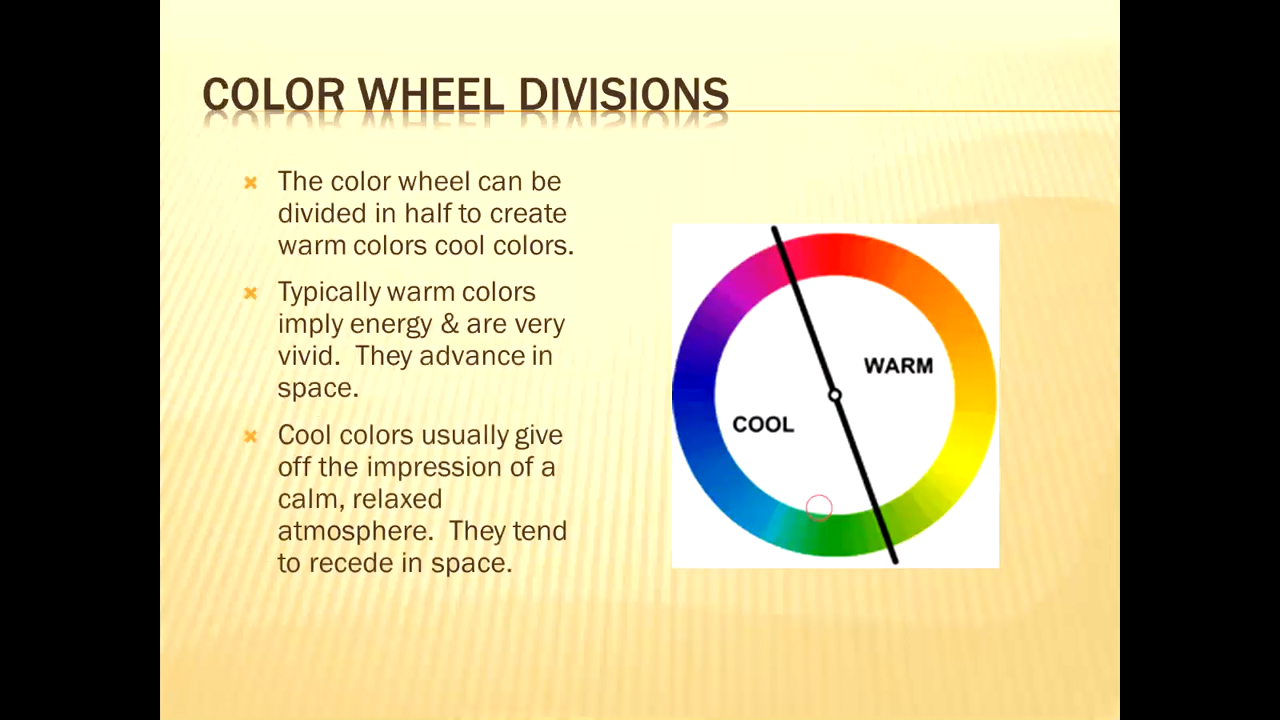 COLOR WHEEL DIVISIONS
The color wheel can be
divided in half to create
warm colors cool colors.
Typically warm colors
imply energy & are very
vivid.  They advance in
space.
Cool colors usually give
off the impression of a
calm, relaxed
atmosphere.  They tend
to recede in space.
WARM
COOL